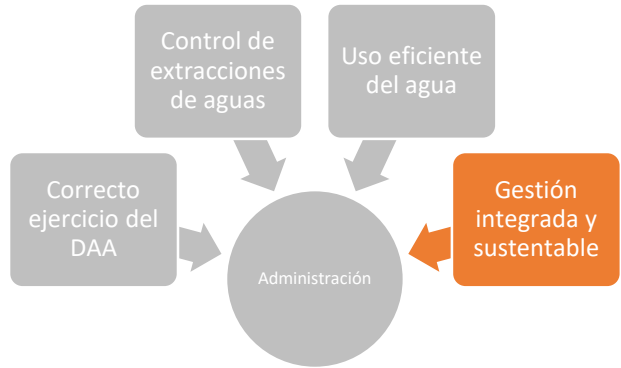 Correcto
ejercicio del
DAA
Control de
extracciones
de aguas
Uso eficiente
del agua
Gestión
integrada y
sustentable
Administración